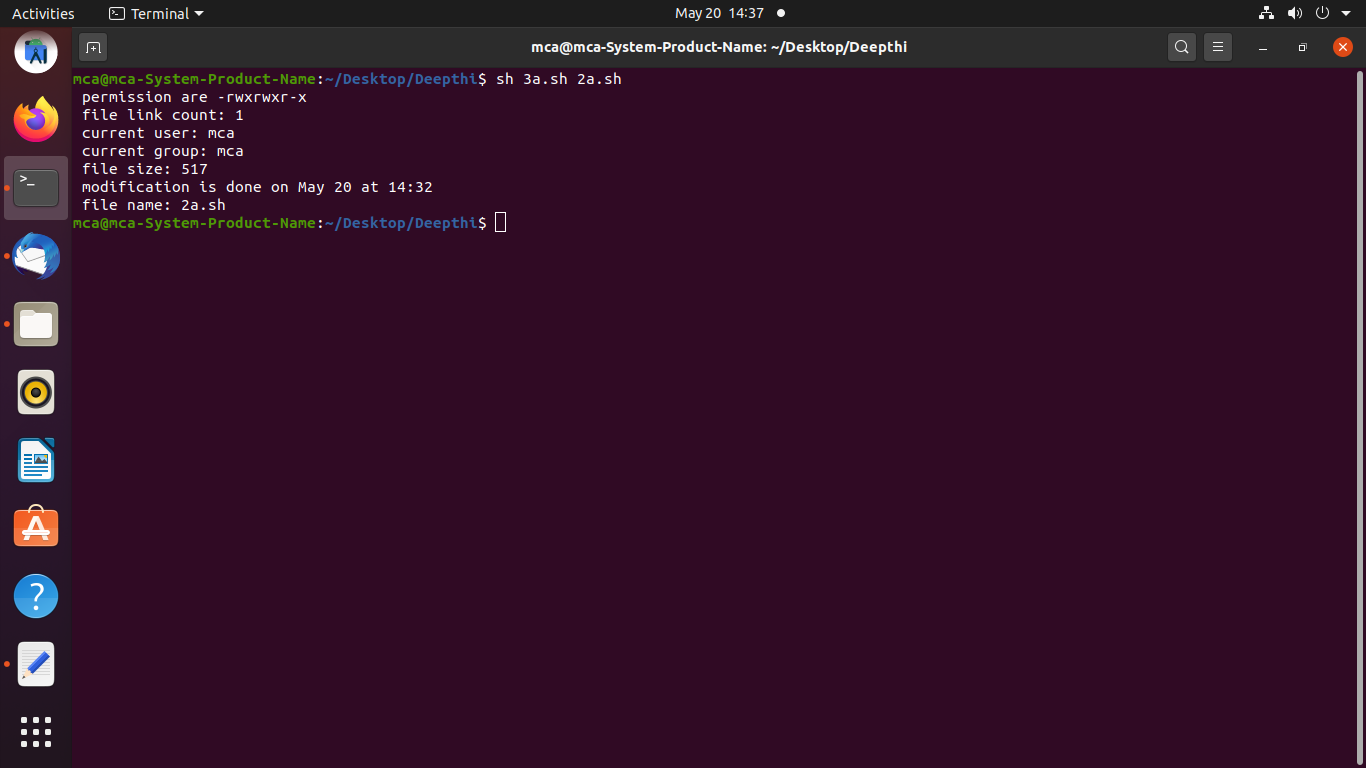 Activities
Terminal
May 20 14:37
mca@mca-System-Product-Name: ~/Desktop/Deepthi
mca@mca-System-Product-Name:~/Desktop/Deepthi$ sh 3a.sh 2a.sh
permission are -rwxrwxr-x
file link count: 1
current user: mca
current group: mca
file size: 517
modification is done on May 20 at 14:32
file name: 2a.sh
mca@mca-System-Product-Name:~/Desktop/Deepthi$